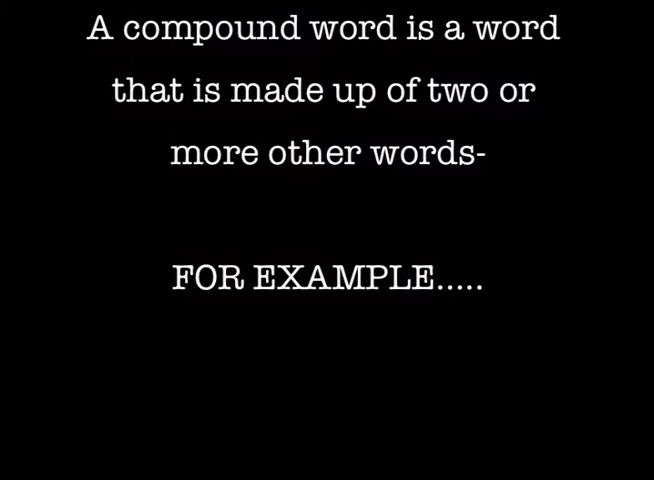 A compound word is a word
that is made up of two or
more other words-
FOR EXAMPLE.....